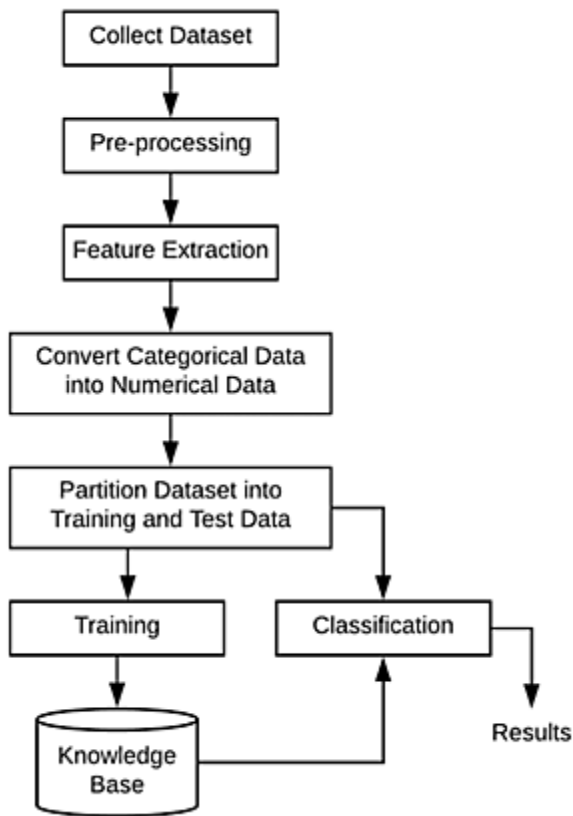 Collect Dataset
Pre-processing
Feature Extraction
Convert Categorical Data
into Numerical Data
Partition Dataset into
Training and Test Data
Training
Classification
Knowledge
Base
Results